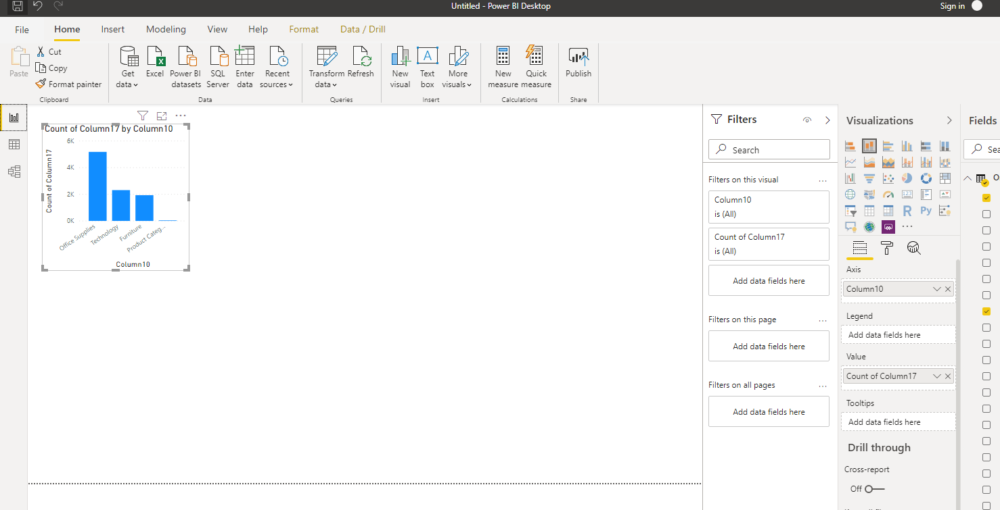 Untitled - Power BI Desktop
Sign in
File Home Insert Modeling View Help Format Data / Drill
Paste
Cut
Copy
Format painter
Clipboard
Get data
Excel
Power BI datasets
SQL Server
Enter data
Recent sources
Data
Transform data
Refresh
Queries
New visual
Text box
More visuals
Insert
New measure
Quick measure
Calculations
Publish
Share
Count of Column17 by Column10
Count of Column17
6K
4K
2K
0K
Office Supplies
Technology
Furniture
Product Categ...
Column10
Filters
Search
Filters on this visual
Column10
is (All)
Count of Column17
is (All)
Add data fields here
Filters on this page
Add data fields here
Filters on all pages
Add data fields here
Visualizations
123
R
Py
Axis
Column10
Legend
Add data fields here
Value
Count of Column17
Tooltips
Add data fields here
Drill through
Cross-report
Off
Fields
Sea
O